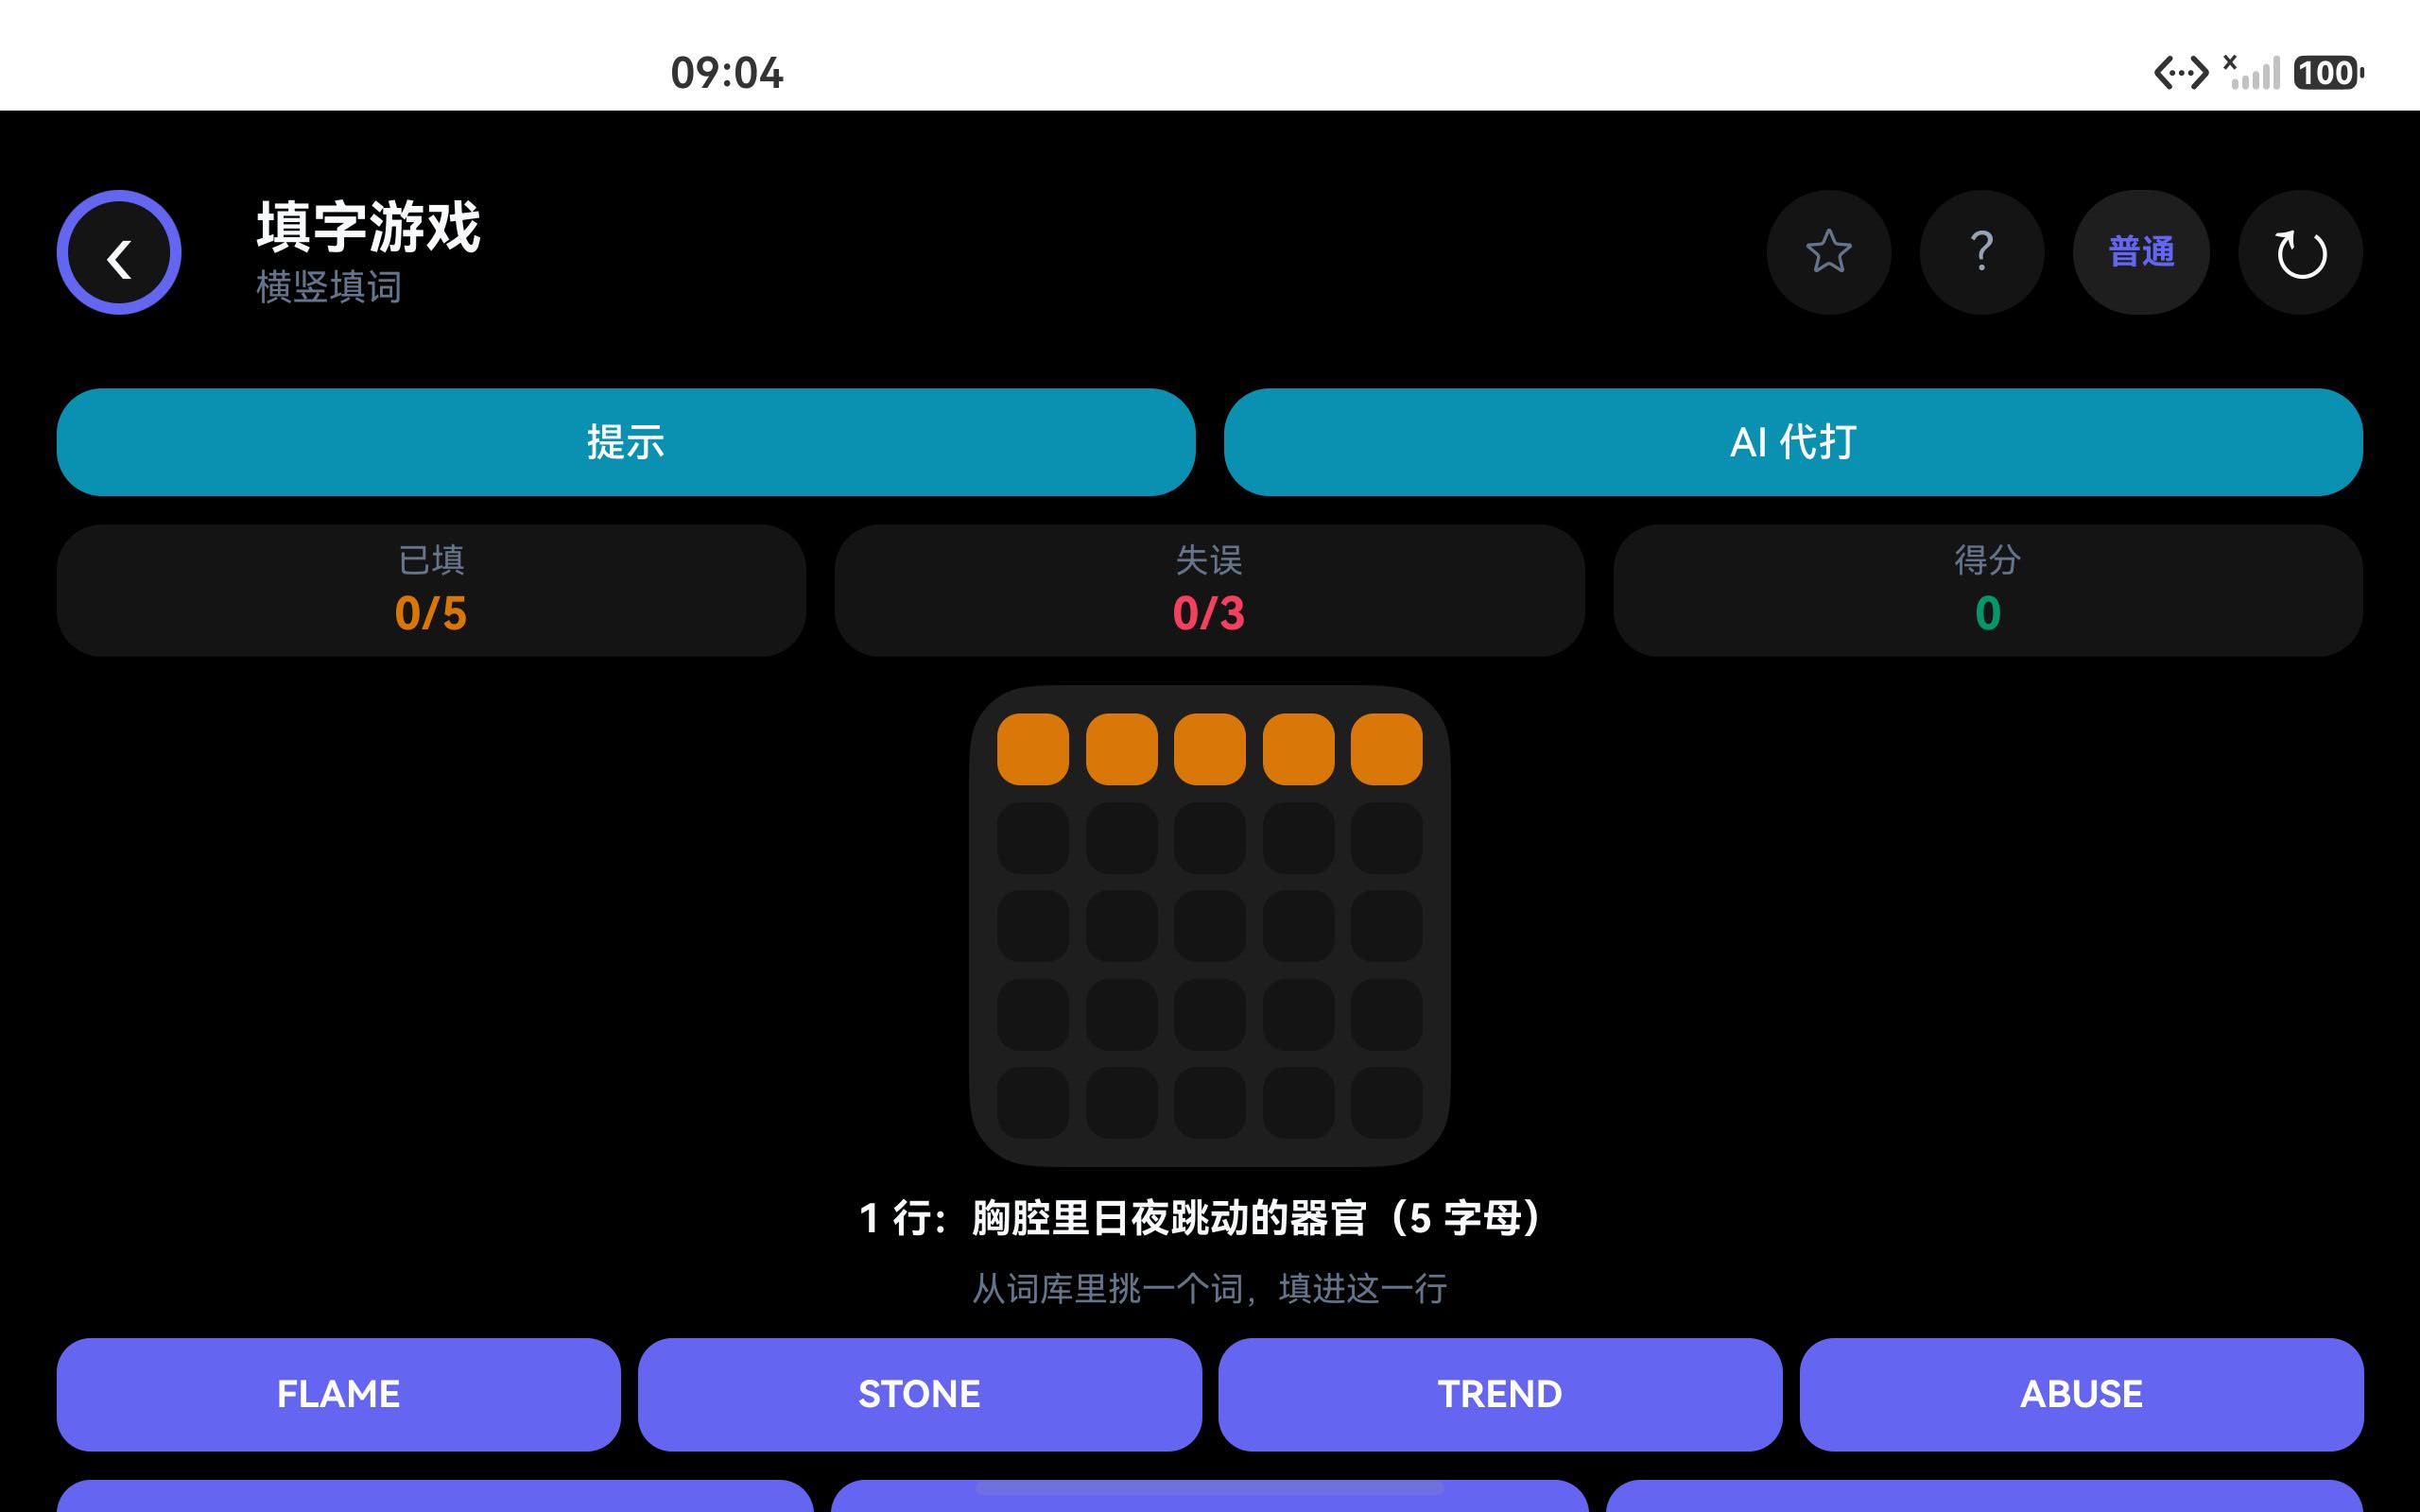 09:04
100
填字游戏
横竖填词
?
普通
提示
AI 代打
已填
失误
得分
0/5
0/3
0
1 行：胸腔里日夜跳动的器官（5 字母）
从词库里挑一个词，填进这一行
FLAME
STONE
TREND
ABUSE